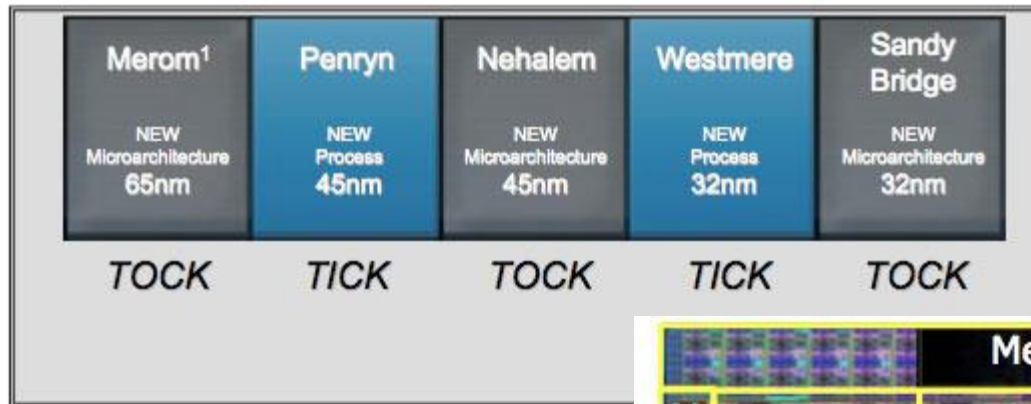 Merom¹
NEW
Microarchitecture
65nm
Penryn
NEW
Process
45nm
Nehalem
NEW
Microarchitecture
45nm
Westmere
NEW
Process
32nm
Sandy
Bridge
NEW
Microarchitecture
32nm
TOCK TICK TOCK TICK TOCK